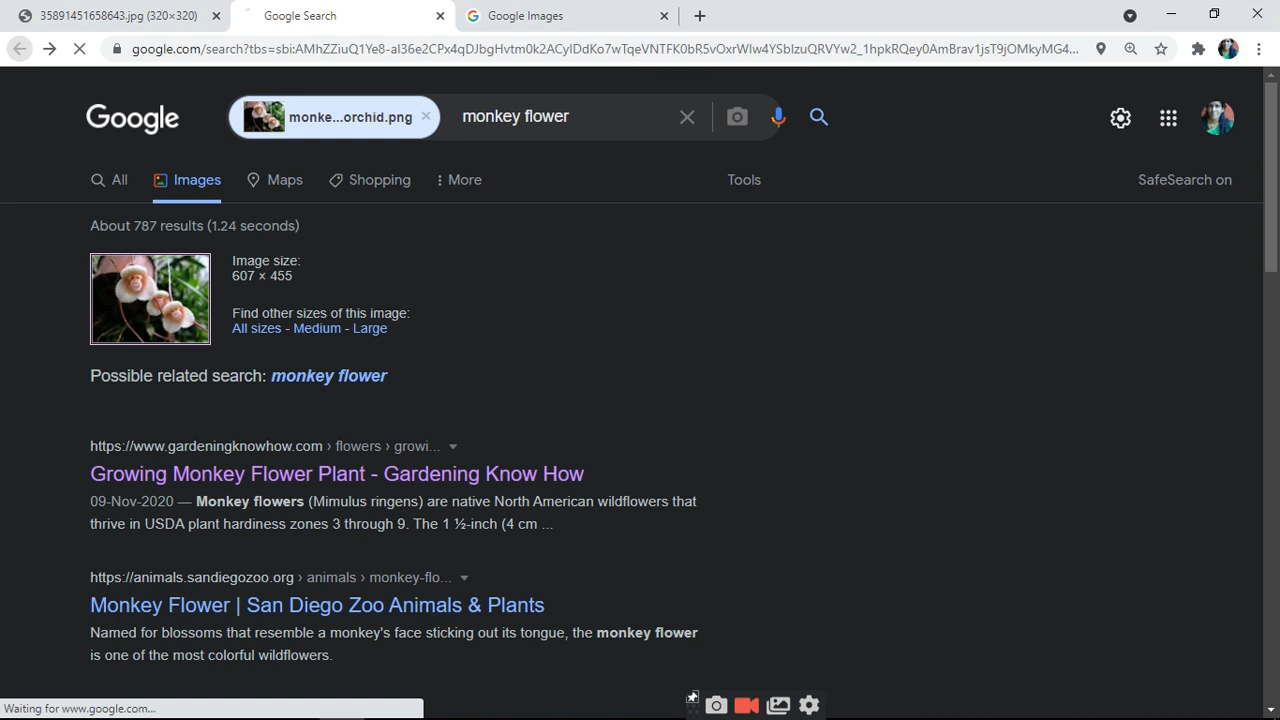 35891451658643.jpg (320×320)
Google Search
Google Images
google.com/search?tbs=sbi:AMhZZiuQ1Ye8-al36e2CPx4qDJbgHvtm0k2ACylDdKo7wTqeVNTFK0bR5vOxrWlw4YSblzuQRVYw2_1hpkRQey0AmBrav1jsT9jOMkyMG4...
Google
monke...orchid.png
monkey flower
All
Images
Maps
Shopping
More
Tools
SafeSearch on
About 787 results (1.24 seconds)
Image size:
607 × 455
Find other sizes of this image:
All sizes - Medium - Large
Possible related search: monkey flower
https://www.gardeningknowhow.com › flowers › growi...
Growing Monkey Flower Plant - Gardening Know How
09-Nov-2020 — Monkey flowers (Mimulus ringens) are native North American wildflowers that
thrive in USDA plant hardiness zones 3 through 9. The 1 ½-inch (4 cm ...
https://animals.sandiegozoo.org › animals › monkey-flo...
Monkey Flower | San Diego Zoo Animals & Plants
Named for blossoms that resemble a monkey's face sticking out its tongue, the monkey flower
is one of the most colorful wildflowers.
Waiting for www.google.com...